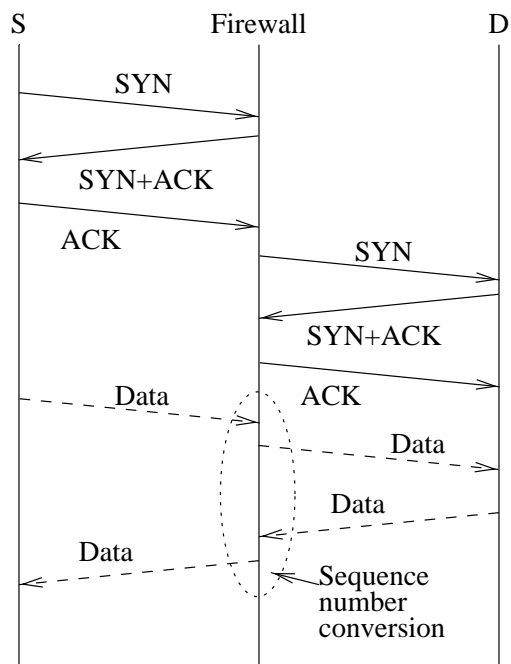 S Firewall D
SYN
SYN+ACK
ACK
SYN
SYN+ACK
ACK
Data
Data
Data
Data
Sequence
number
conversion